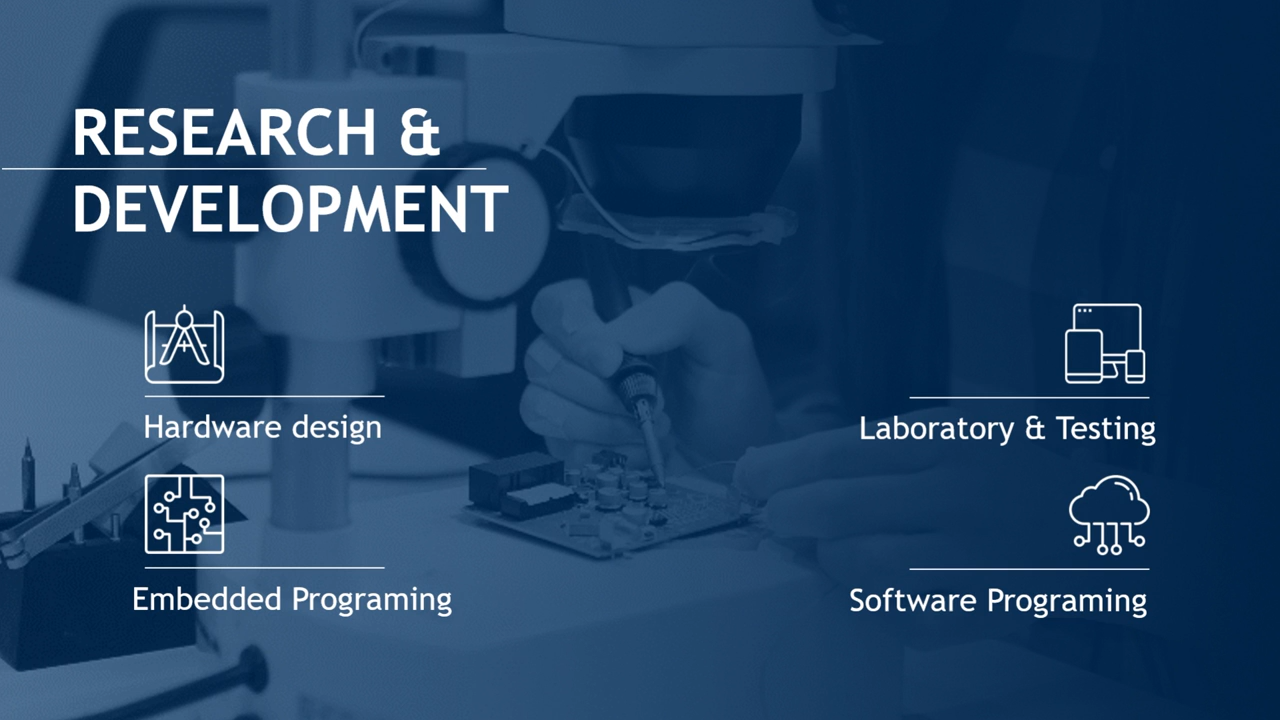 RESEARCH &
DEVELOPMENT
Hardware design
Laboratory & Testing
Embedded Programing
Software Programing